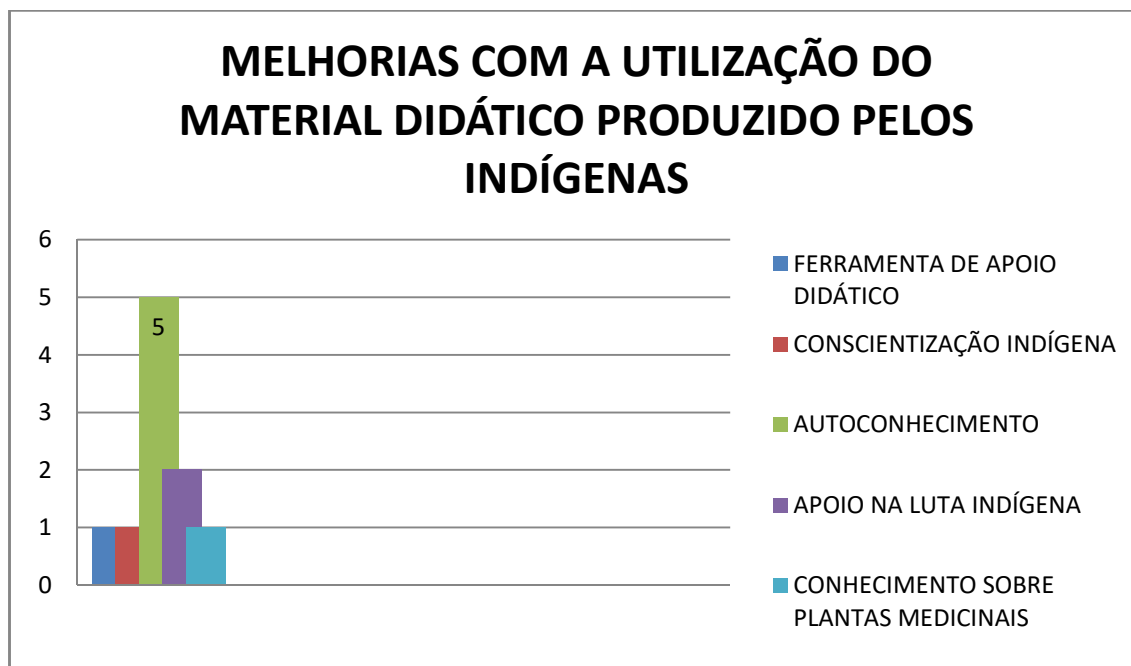 MELHORIAS COM A UTILIZAÇÃO DO
MATERIAL DIDÁTICO PRODUZIDO PELOS
INDÍGENAS
6
5
4
3
2
1
0
5
FERRAMENTA DE APOIO
DIDÁTICO
CONSCIENTIZAÇÃO INDÍGENA
AUTOCONHECIMENTO
APOIO NA LUTA INDÍGENA
CONHECIMENTO SOBRE
PLANTAS MEDICINAIS